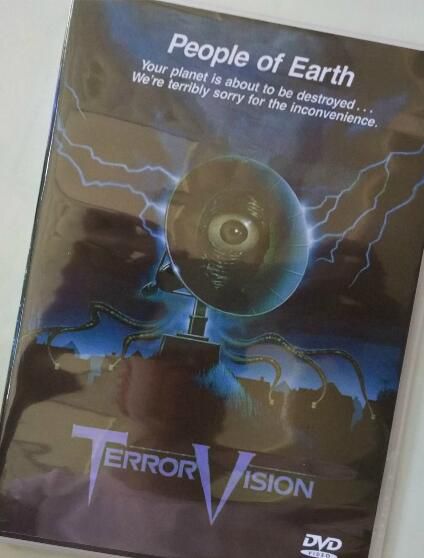 People of Earth
Your planet is about to be destroyed...
We're terribly sorry for the inconvenience.
TERRORVISION
DVD
VIDEO